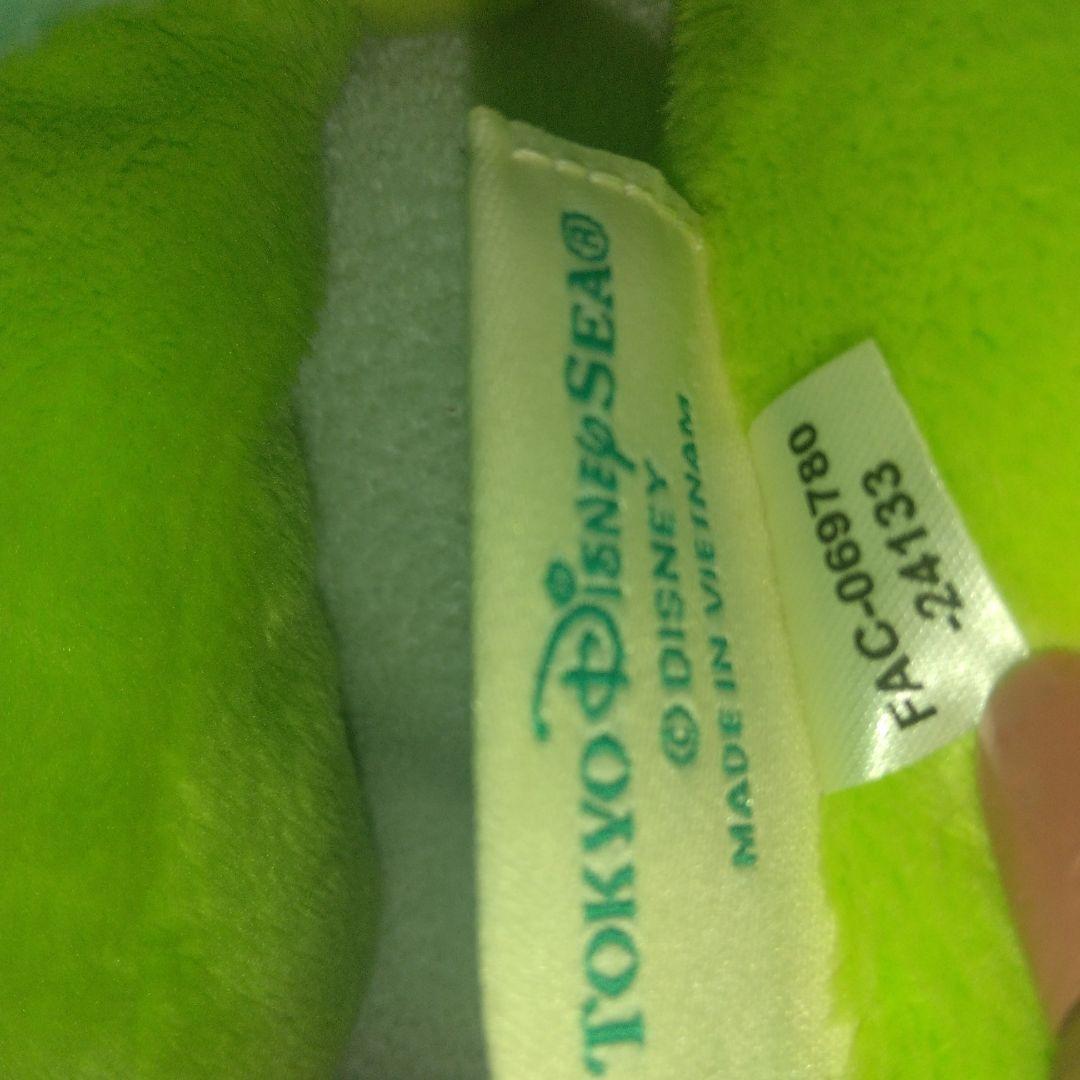 TOKYO DISNEYSEA®
© DISNEY
MADE IN VIETNAM
FAC-069780
-24133